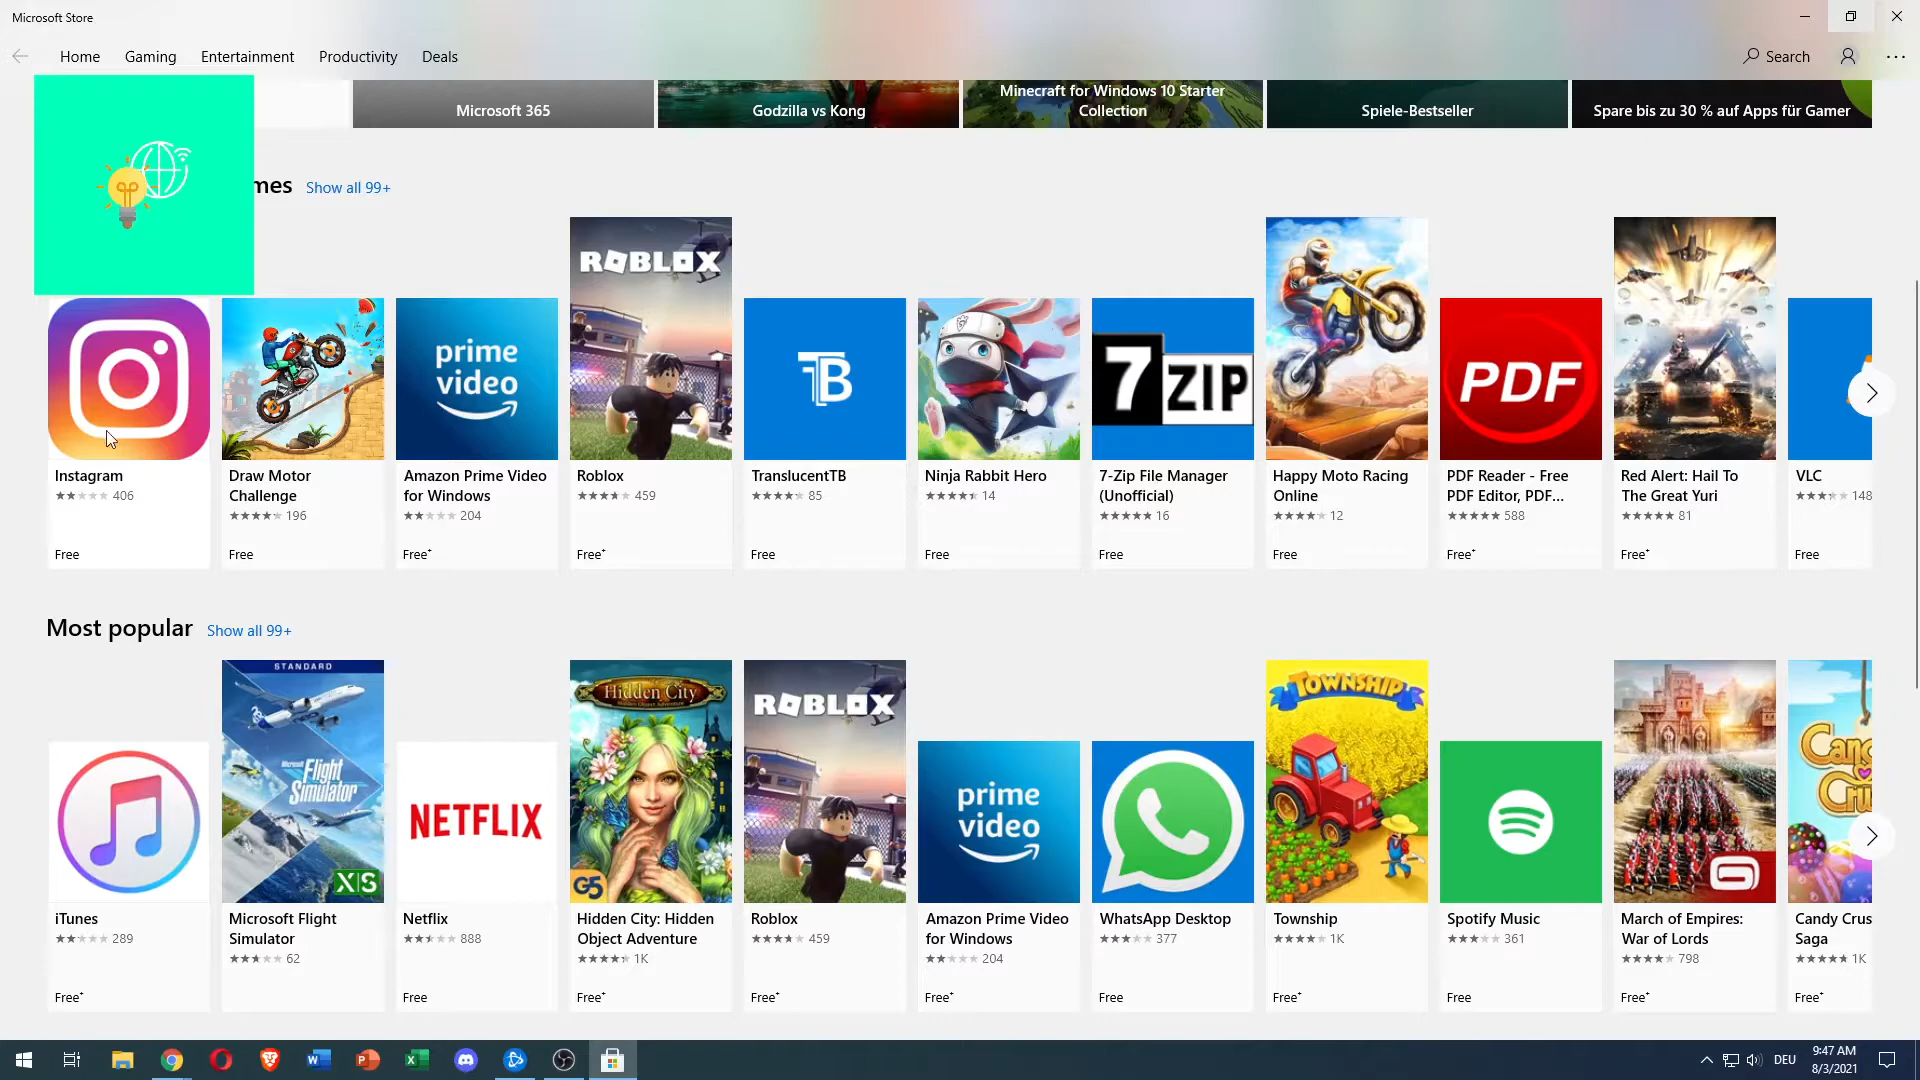 Microsoft Store
Home
Gaming
Entertainment
Productivity
Deals
Search
Microsoft 365
Godzilla vs Kong
Minecraft for Windows 10 Starter
Collection
Spiele-Bestseller
Spare bis zu 30 % auf Apps für Gamer
mes
Show all 99+
ROBLOX
prime
video
TB
7 ZIP
PDF
Instagram
406
Free
Draw Motor
Challenge
196
Free
Amazon Prime Video
for Windows
204
Free+
Roblox
459
Free+
TranslucentTB
85
Free
Ninja Rabbit Hero
14
Free
7-Zip File Manager
(Unofficial)
16
Free
Happy Moto Racing
Online
12
Free
PDF Reader - Free
PDF Editor, PDF...
588
Free+
Red Alert: Hail To
The Great Yuri
81
Free+
VLC
148
Free
Most popular
Show all 99+
STANDARD
Microsoft
Flight
Simulator
X|S
NETFLIX
Hidden City
Hidden Object Adventure
G5
ROBLOX
prime
video
TOWNSHIP
Canc
Cru
iTunes
289
Free+
Microsoft Flight
Simulator
62
Netflix
888
Free
Hidden City: Hidden
Object Adventure
1K
Free+
Roblox
459
Free+
Amazon Prime Video
for Windows
204
Free+
WhatsApp Desktop
377
Free
Township
1K
Free+
Spotify Music
361
Free
March of Empires:
War of Lords
798
Free+
Candy Crus
Saga
1K
Free+
DEU
9:47 AM
8/3/2021